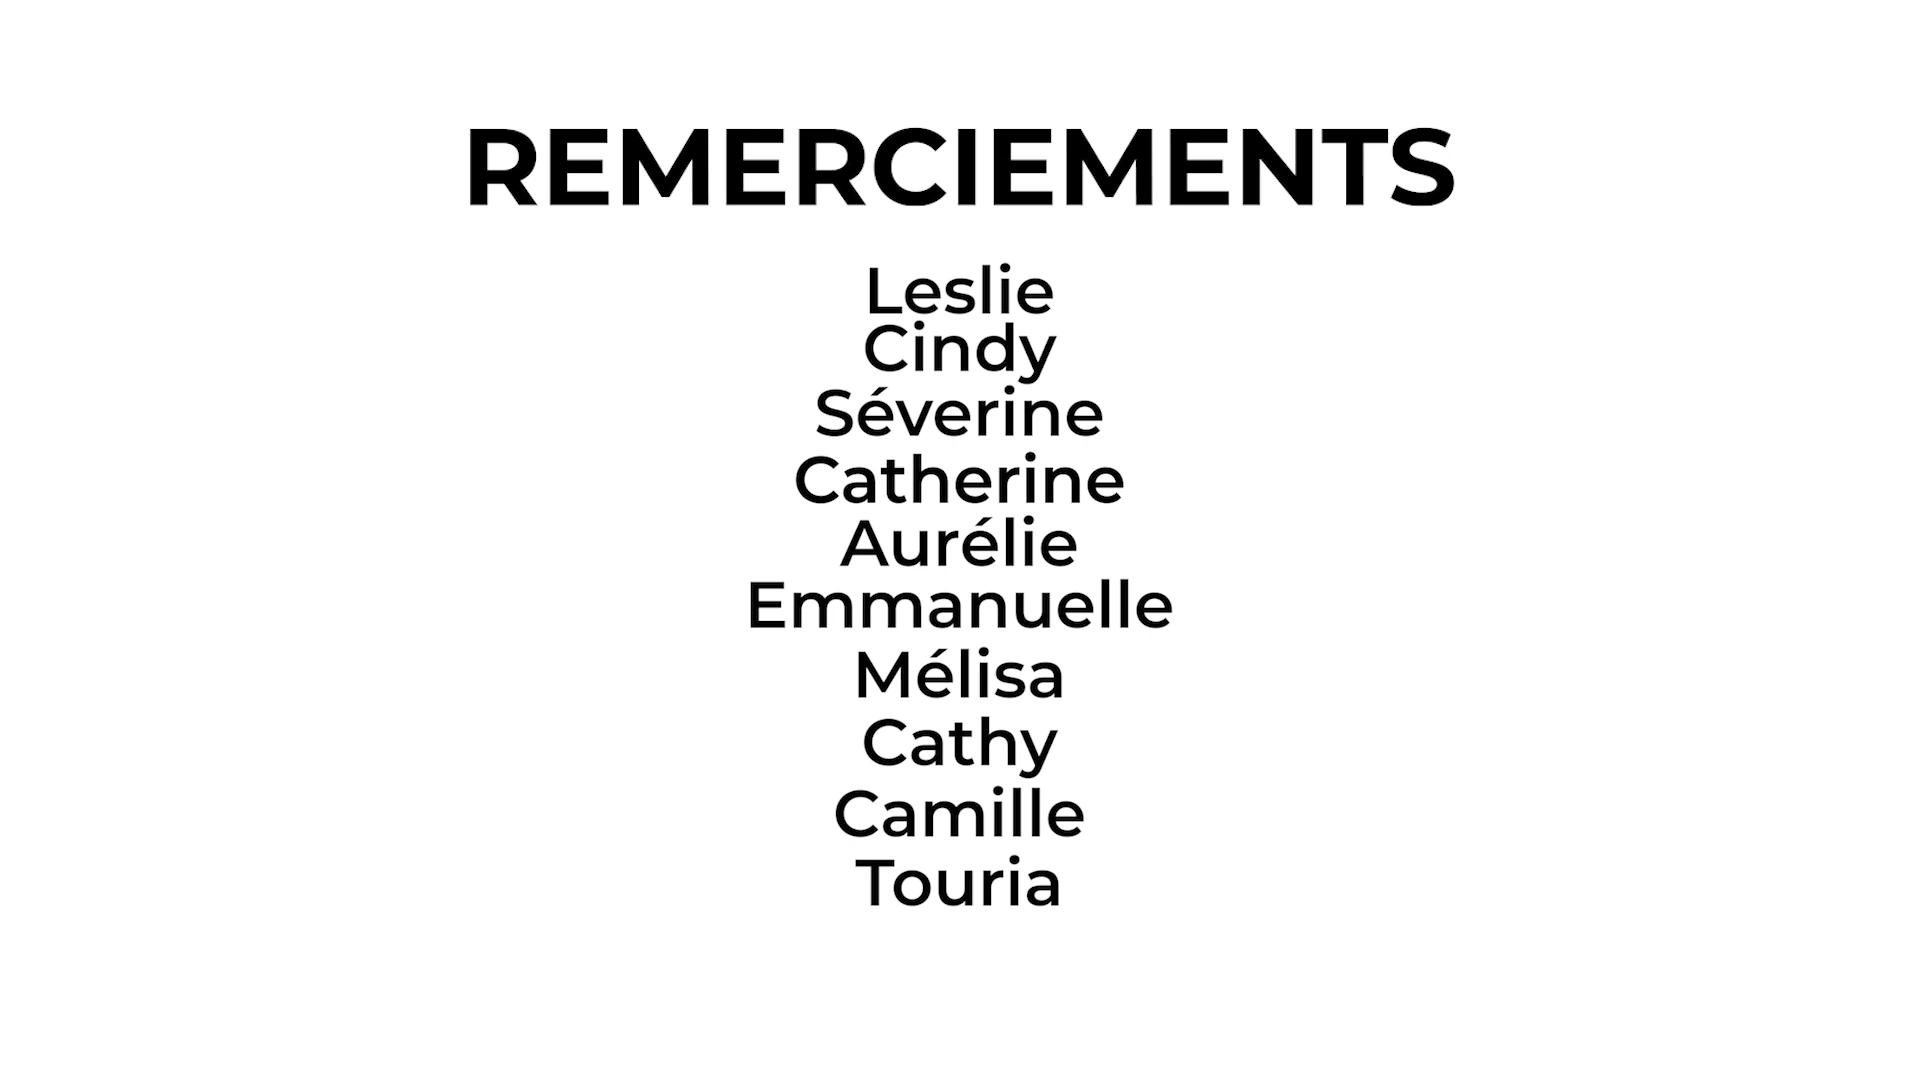 REMERCIEMENTS
Leslie
Cindy
Séverine
Catherine
Aurélie
Emmanuelle
Mélisa
Cathy
Camille
Touria